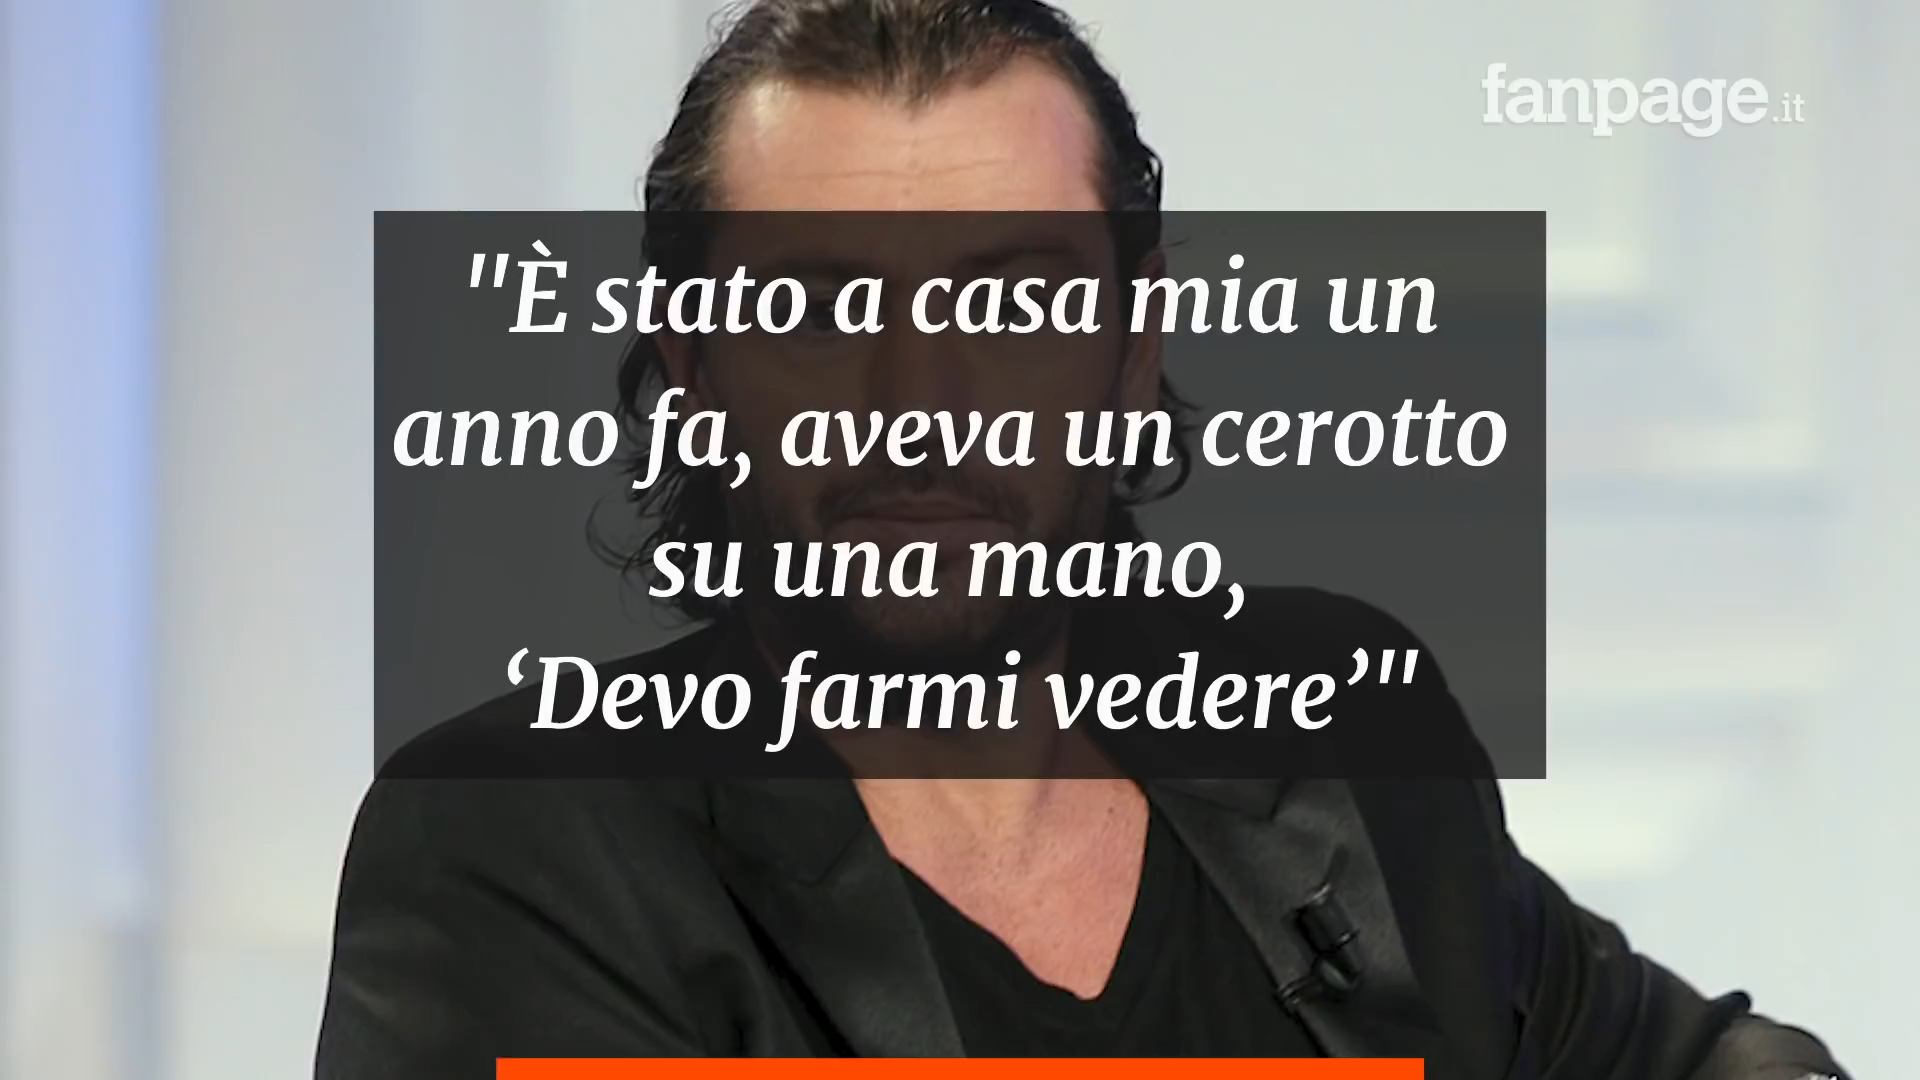 fanpage.it
"È stato a casa mia un
anno fa, aveva un cerotto
su una mano,
‘Devo farmi vedere’"